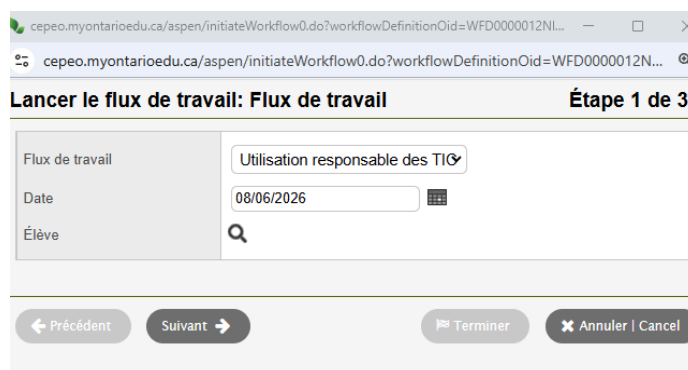 cepeo.myontarioedu.ca/aspen/initiateWorkflow0.do?workflowDefinitionOid=WFD0000012NI...
cepeo.myontarioedu.ca/aspen/initiateWorkflow0.do?workflowDefinitionOid=WFD0000012N...
Lancer le flux de travail: Flux de travail Étape 1 de 3
Flux de travail Utilisation responsable des TIC
Date 08/06/2026
Élève
Précédent Suivant Terminer Annuler | Cancel